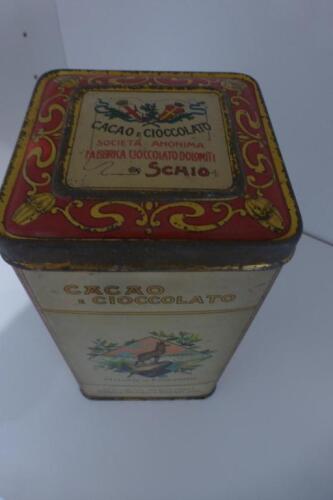 CACAO E CIOCCOLATO
SOCIETÀ ANONIMA
FABBRICA CIOCCOLATO DOLOMITI
SCHIO
CACAO
E CIOCCOLATO